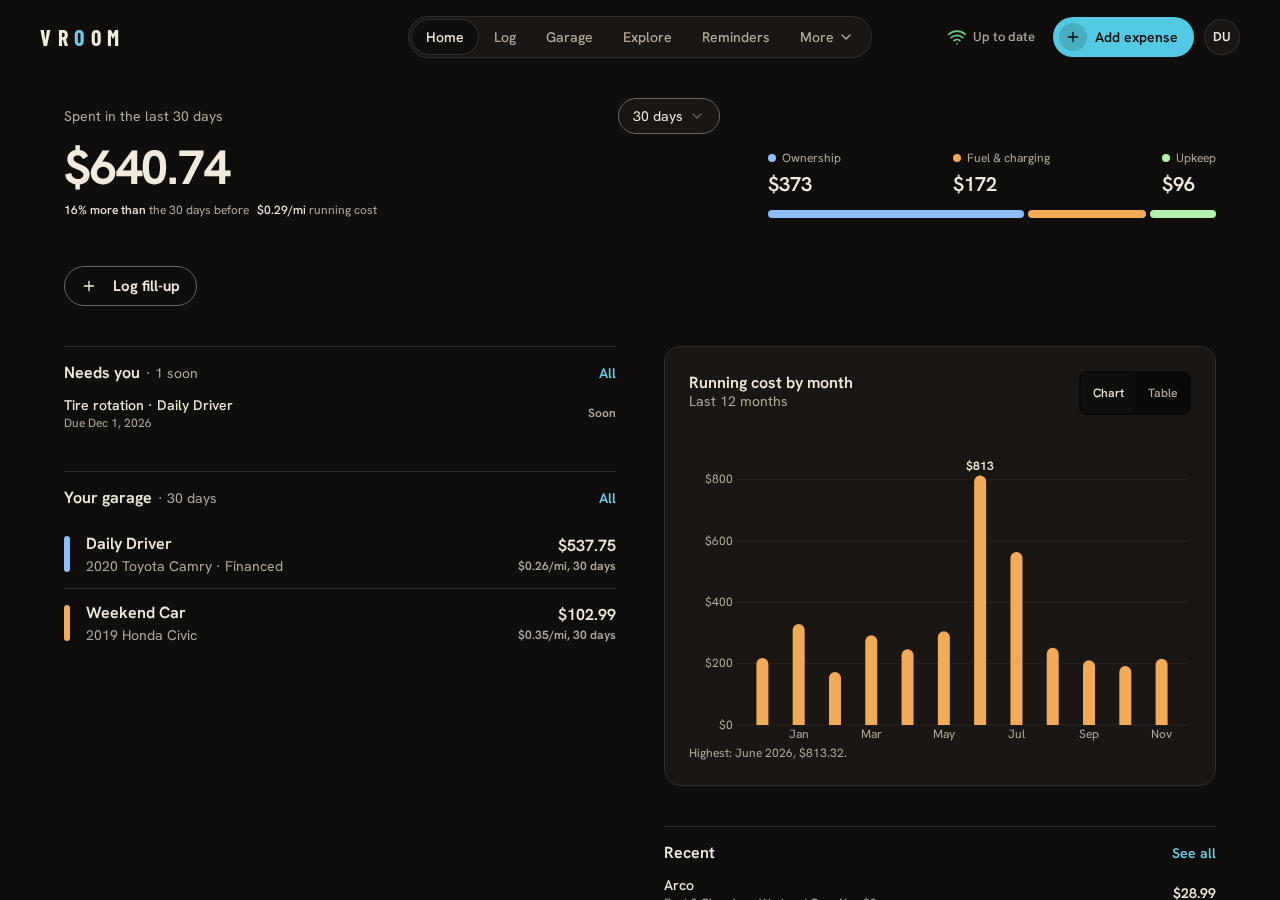 VROOM
Home
Log
Garage
Explore
Reminders
More
Up to date
Add expense
DU
Spent in the last 30 days
30 days
$640.74
16% more than the 30 days before $0.29/mi running cost
Ownership
$373
Fuel & charging
$172
Upkeep
$96
Log fill-up
Needs you · 1 soon
All
Tire rotation · Daily Driver
Due Dec 1, 2026
Soon
Your garage · 30 days
All
Daily Driver
2020 Toyota Camry · Financed
$537.75
$0.26/mi, 30 days
Weekend Car
2019 Honda Civic
$102.99
$0.35/mi, 30 days
Running cost by month
Last 12 months
Chart
Table
$813
$800
$600
$400
$200
$0
Jan
Mar
May
Jul
Sep
Nov
Highest: June 2026, $813.32.
Recent
See all
Arco
$28.99